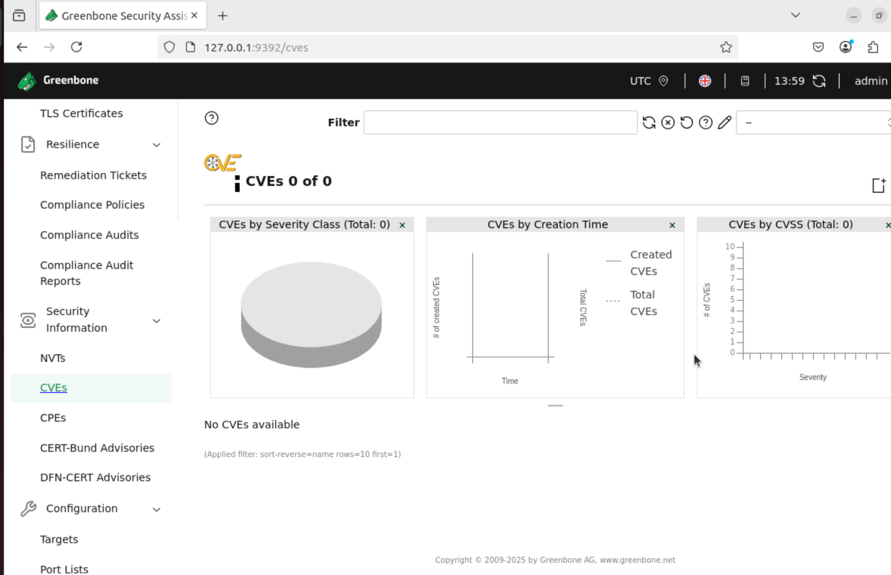 Greenbone Security Assis
127.0.0.1:9392/cves
Greenbone
UTC
13:59
admin
TLS Certificates
Resilience
Remediation Tickets
Compliance Policies
Compliance Audits
Compliance Audit
Reports
Security
Information
NVTs
CVEs
CPEs
CERT-Bund Advisories
DFN-CERT Advisories
Configuration
Targets
Port Lists
Filter
--
CVE
CVEs 0 of 0
CVEs by Severity Class (Total: 0)
CVEs by Creation Time
# of created CVEs
Time
Total CVEs
Created
CVEs
Total
CVEs
CVEs by CVSS (Total: 0)
# of CVEs
10
9
8
7
6
5
4
3
2
1
0
Severity
No CVEs available
(Applied filter: sort-reverse=name rows=10 first=1)
Copyright © 2009-2025 by Greenbone AG, www.greenbone.net